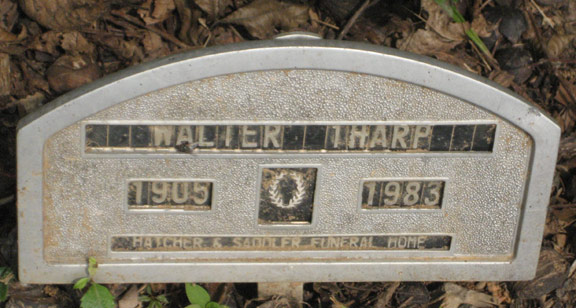 WALTER THARP
1905 1983
HATCHER & SADDLER FUNERAL HOME